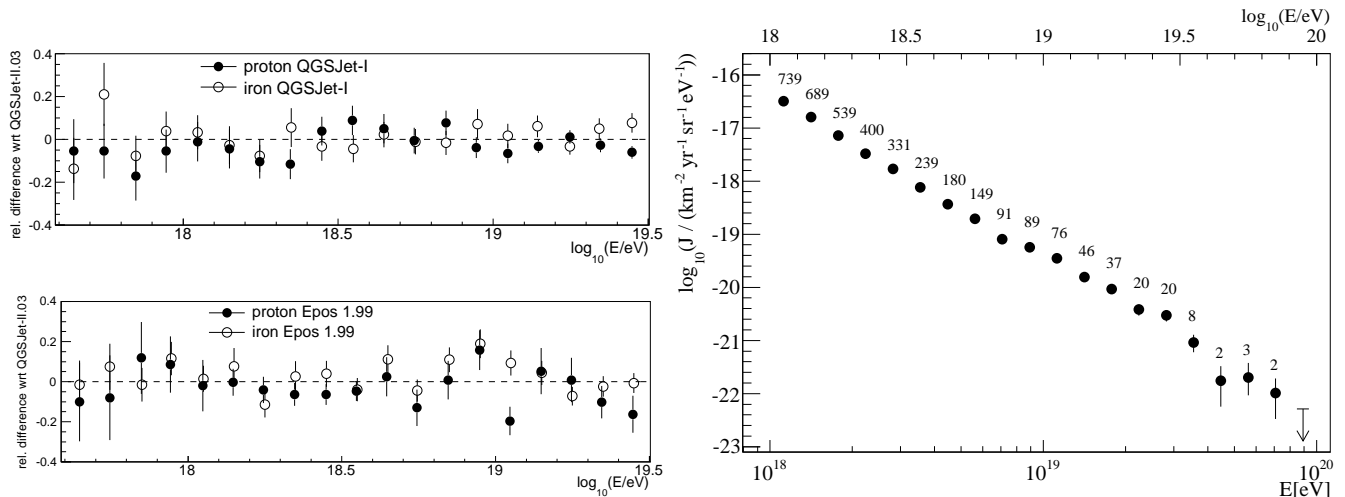 rel. difference wrt QGSJet-II.03
0.4
0.2
0
-0.2
-0.4
proton QGSJet-I
iron QGSJet-I
18 18.5 19 19.5
log10(E/eV)
rel. difference wrt QGSJet-II.03
0.4
0.2
0
-0.2
-0.4
proton Epos 1.99
iron Epos 1.99
18 18.5 19 19.5
log10(E/eV)
log10(E/eV)
18 18.5 19 19.5 20
log10(J / (km-2 yr-1 sr-1 eV-1))
-16
-17
-18
-19
-20
-21
-22
-23
739
689
539
400
331
239
180
149
91
89
76
46
37
20
20
8
2
3
2
10^18 10^19 10^20
E[eV]